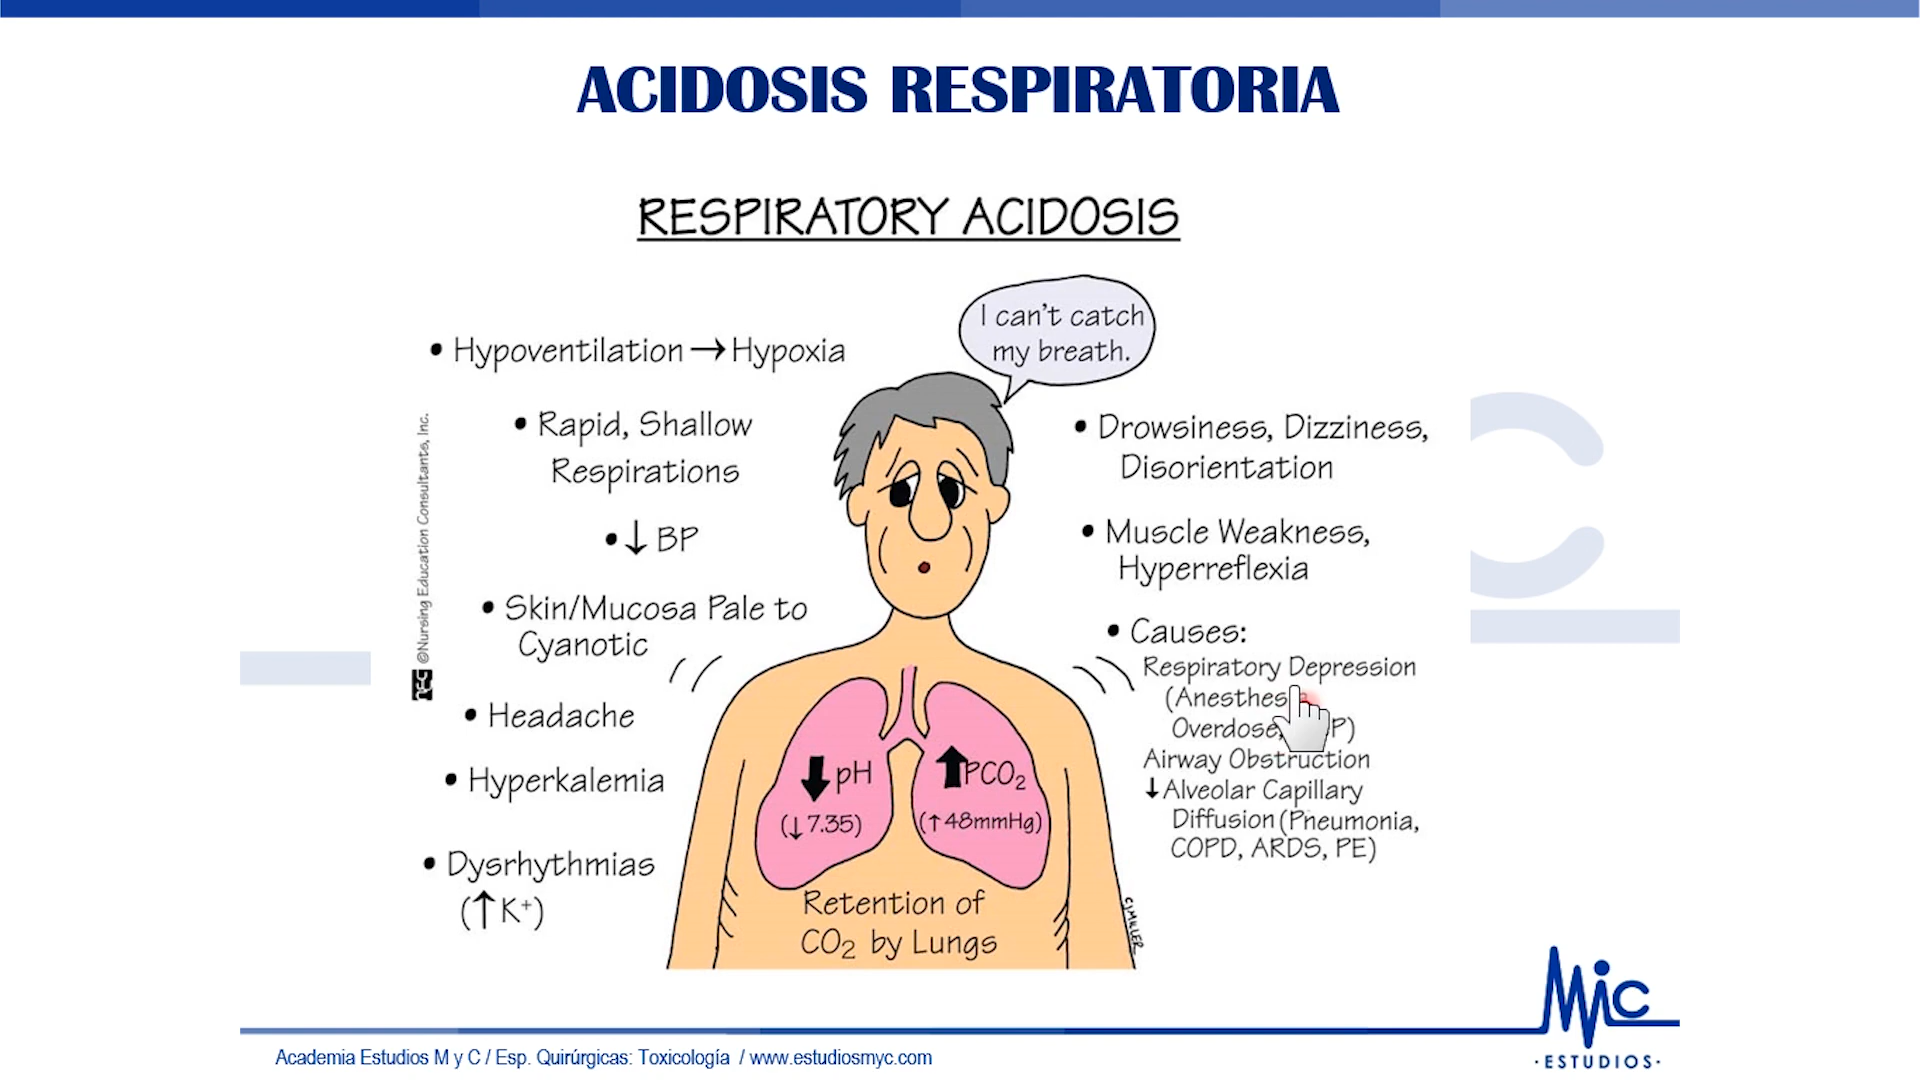 ACIDOSIS RESPIRATORIA
RESPIRATORY ACIDOSIS
I can't catch
my breath.
• Hypoventilation → Hypoxia
• Rapid, Shallow
Respirations
• ↓ BP
• Skin/Mucosa Pale to
Cyanotic
• Headache
• Hyperkalemia
• Dysrhythmias
(↑K+)
©Nursing Education Consultants, Inc.
• Drowsiness, Dizziness,
Disorientation
• Muscle Weakness,
Hyperreflexia
• Causes:
Respiratory Depression
Overdose,
Airway Obstruction
↓ Alveolar Capillary
Diffusion (Pneumonia,
COPD, ARDS, PE)
↓ pH
(↓ 7.35)
↑ PCO₂
(↑ 48mmHg)
Retention of
CO₂ by Lungs
CJMILLER
Academia Estudios M y C / Esp. Quirúrgicas: Toxicología / www.estudiosmyc.com
MyC
·ESTUDIOS·